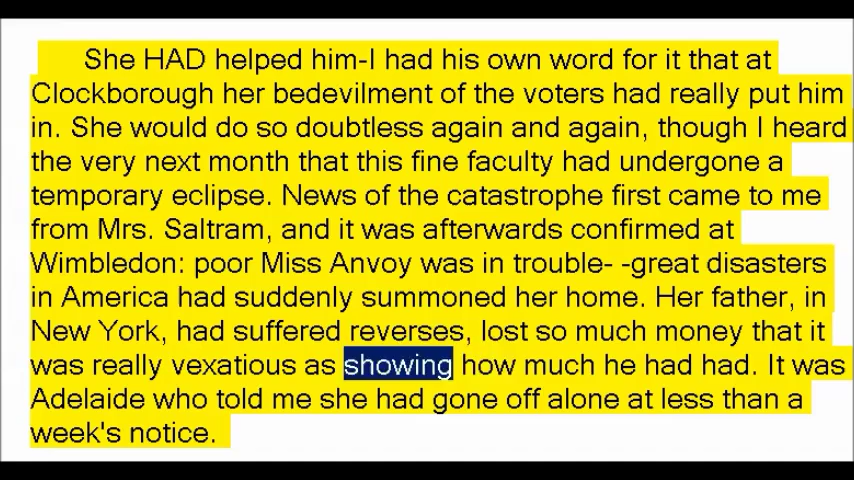 She HAD helped him-I had his own word for it that at
Clockborough her bedevilment of the voters had really put him
in. She would do so doubtless again and again, though I heard
the very next month that this fine faculty had undergone a
temporary eclipse. News of the catastrophe first came to me
from Mrs. Saltram, and it was afterwards confirmed at
Wimbledon: poor Miss Anvoy was in trouble- -great disasters
in America had suddenly summoned her home. Her father, in
New York, had suffered reverses, lost so much money that it
was really vexatious as showing how much he had had. It was
Adelaide who told me she had gone off alone at less than a
week's notice.